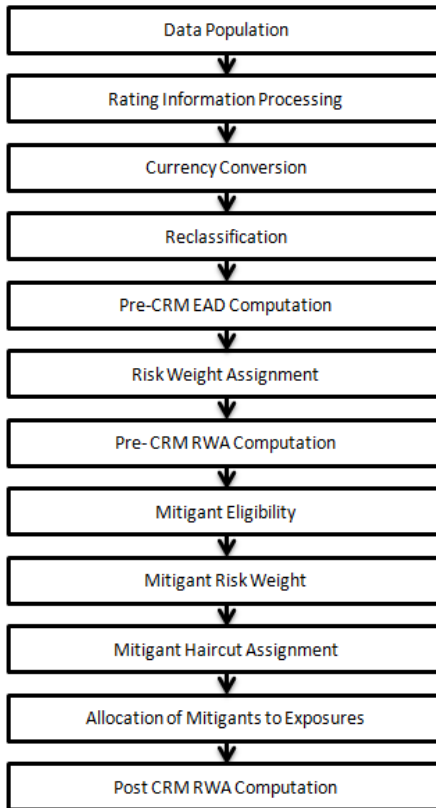 Data Population
Rating Information Processing
Currency Conversion
Reclassification
Pre-CRM EAD Computation
Risk Weight Assignment
Pre- CRM RWA Computation
Mitigant Eligibility
Mitigant Risk Weight
Mitigant Haircut Assignment
Allocation of Mitigants to Exposures
Post CRM RWA Computation